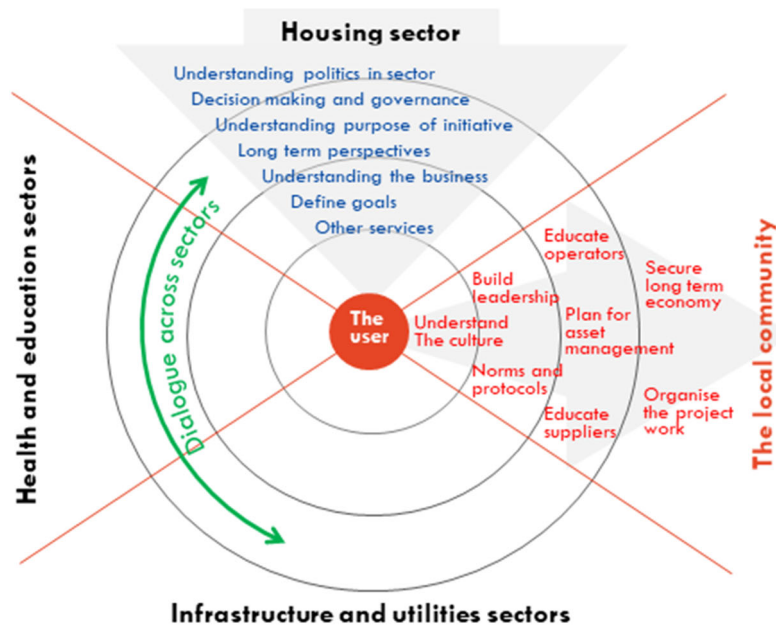 Housing sector
Understanding politics in sector
Decision making and governance
Understanding purpose of initiative
Long term perspectives
Understanding the business
Define goals
Other services
Health and education sectors
Dialogue across sectors
The
user
Understand
The culture
Build
leadership
Norms and
protocols
Educate
operators
Plan for
asset
management
Educate
suppliers
Secure
long term
economy
Organise
the project
work
The local community
Infrastructure and utilities sectors